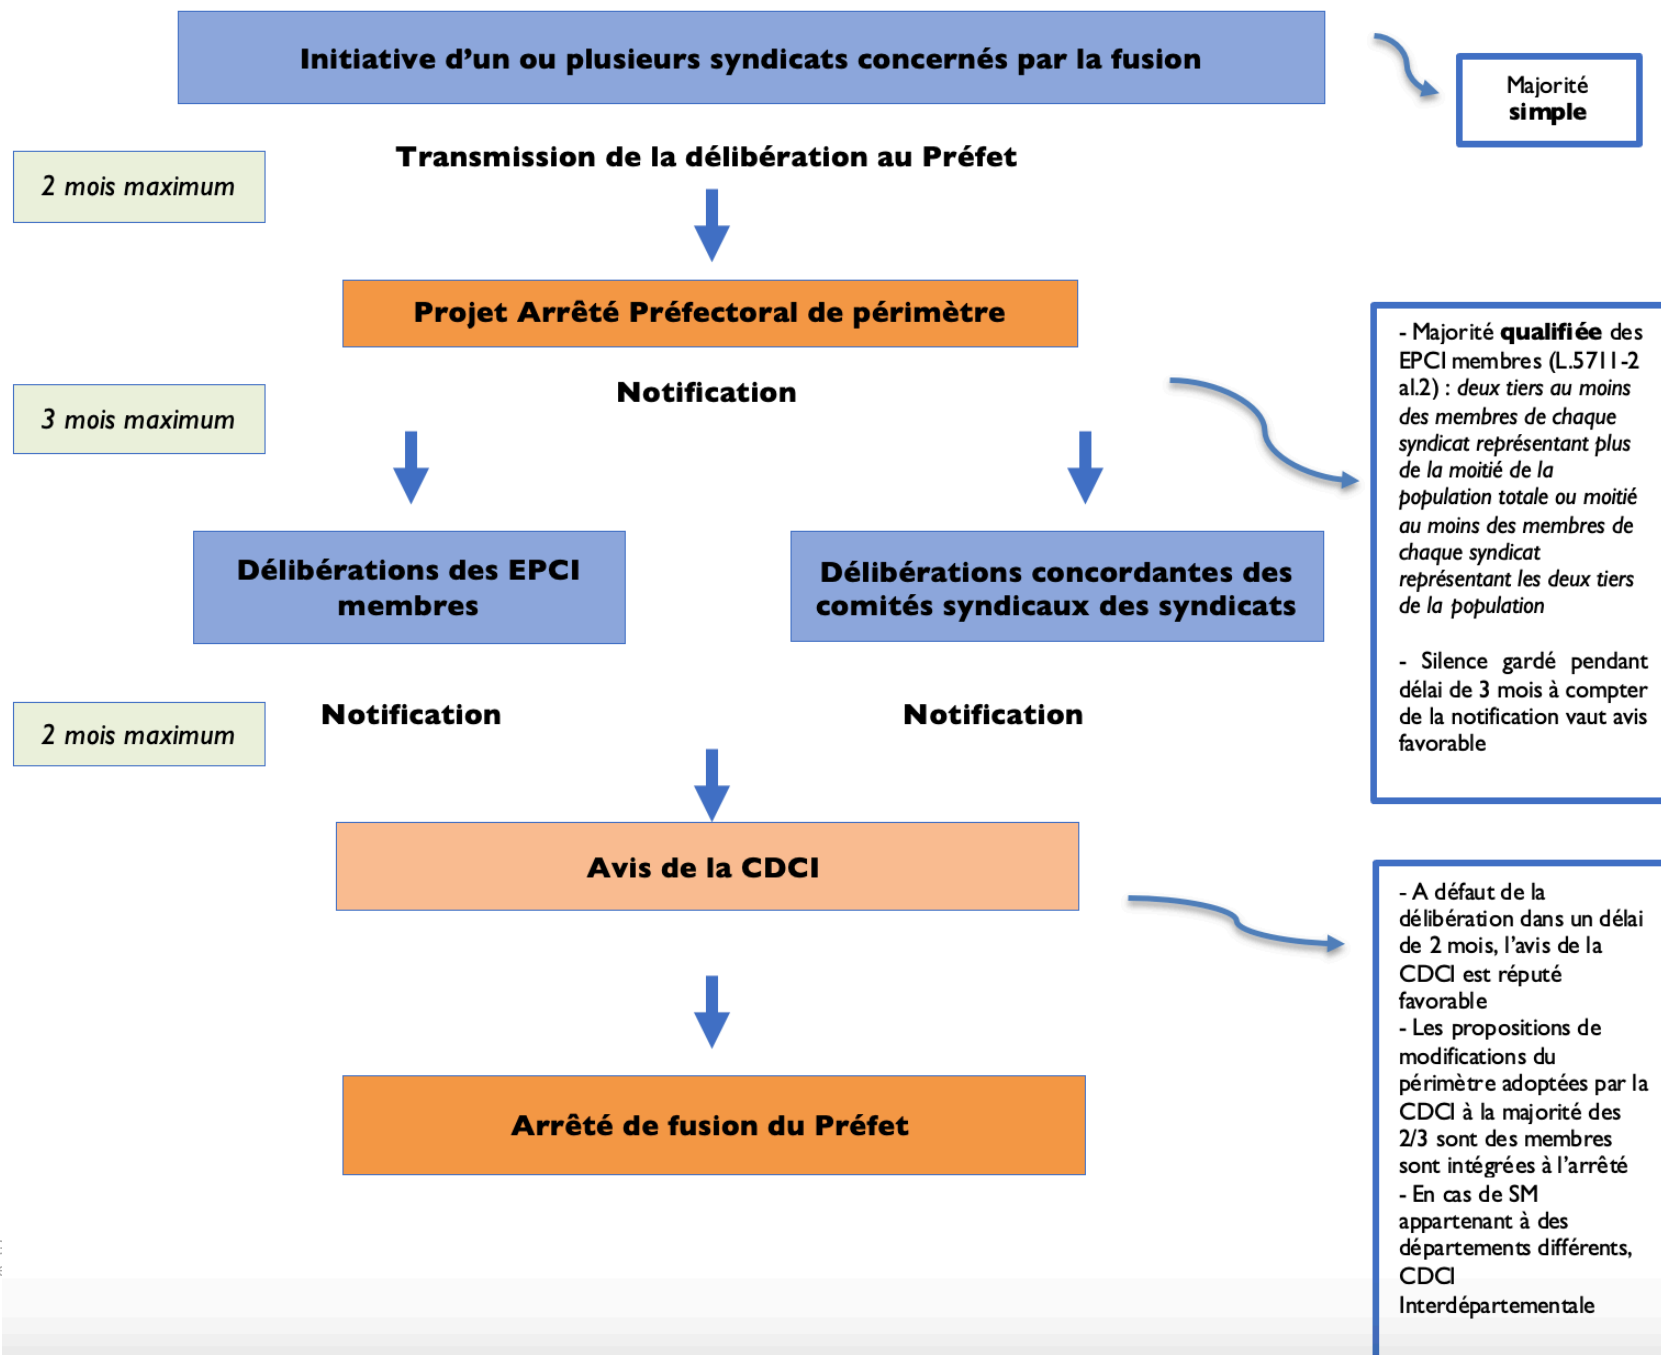 Initiative d’un ou plusieurs syndicats concernés par la fusion
Majorité
simple
Transmission de la délibération au Préfet
2 mois maximum
Projet Arrêté Préfectoral de périmètre
Notification
3 mois maximum
Délibérations des EPCI
membres
Délibérations concordantes des
comités syndicaux des syndicats
- Majorité qualifiée des
EPCI membres (L.5711-2
al.2) : deux tiers au moins
des membres de chaque
syndicat représentant plus
de la moitié de la
population totale ou moitié
au moins des membres de
chaque syndicat
représentant les deux tiers
de la population
- Silence gardé pendant
délai de 3 mois à compter
de la notification vaut avis
favorable
2 mois maximum
Notification
Notification
Avis de la CDCI
- A défaut de la
délibération dans un délai
de 2 mois, l’avis de la
CDCI est réputé
favorable
- Les propositions de
modifications du
périmètre adoptées par la
CDCI à la majorité des
2/3 sont des membres
sont intégrées à l’arrêté
- En cas de SM
appartenant à des
départements différents,
CDCI
Interdépartementale
Arrêté de fusion du Préfet